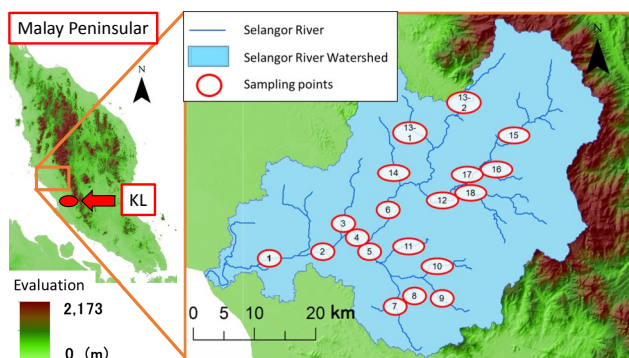 Malay Peninsular
N
KL
Evaluation
2,173
0 (m)
Selangor River
Selangor River Watershed
Sampling points
N
13-
2
13-
1
15
14
17
16
18
12
6
3
4
5
11
2
1
10
8
9
7
0 5 10 20 km